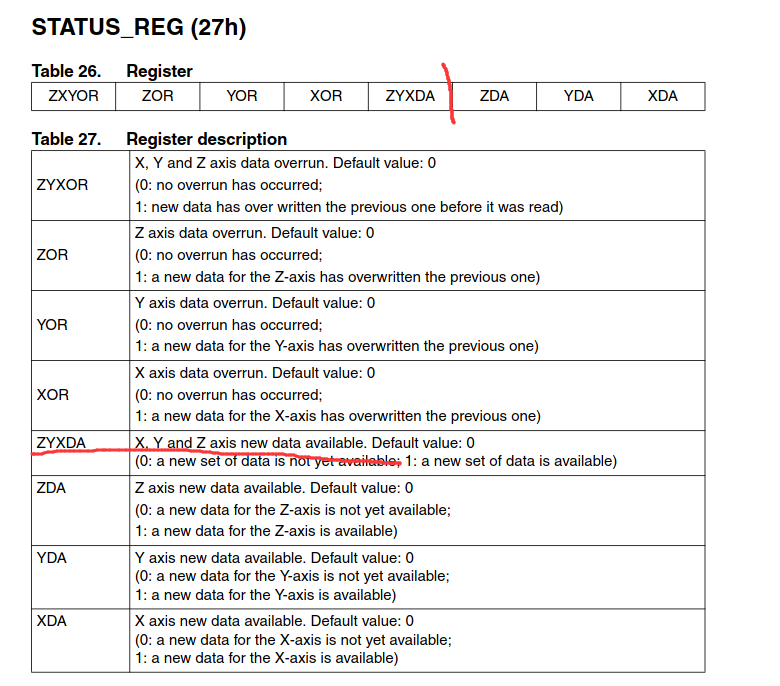 STATUS_REG (27h)
Table 26. Register
ZXYOR ZOR YOR XOR ZYXDA ZDA YDA XDA
Table 27. Register description
ZYXOR
X, Y and Z axis data overrun. Default value: 0
(0: no overrun has occurred;
1: new data has over written the previous one before it was read)
ZOR
Z axis data overrun. Default value: 0
(0: no overrun has occurred;
1: a new data for the Z-axis has overwritten the previous one)
YOR
Y axis data overrun. Default value: 0
(0: no overrun has occurred;
1: a new data for the Y-axis has overwritten the previous one)
XOR
X axis data overrun. Default value: 0
(0: no overrun has occurred;
1: a new data for the X-axis has overwritten the previous one)
ZYXDA
X, Y and Z axis new data available. Default value: 0
(0: a new set of data is not yet available; 1: a new set of data is available)
ZDA
Z axis new data available. Default value: 0
(0: a new data for the Z-axis is not yet available;
1: a new data for the Z-axis is available)
YDA
Y axis new data available. Default value: 0
(0: a new data for the Y-axis is not yet available;
1: a new data for the Y-axis is available)
XDA
X axis new data available. Default value: 0
(0: a new data for the X-axis is not yet available;
1: a new data for the X-axis is available)